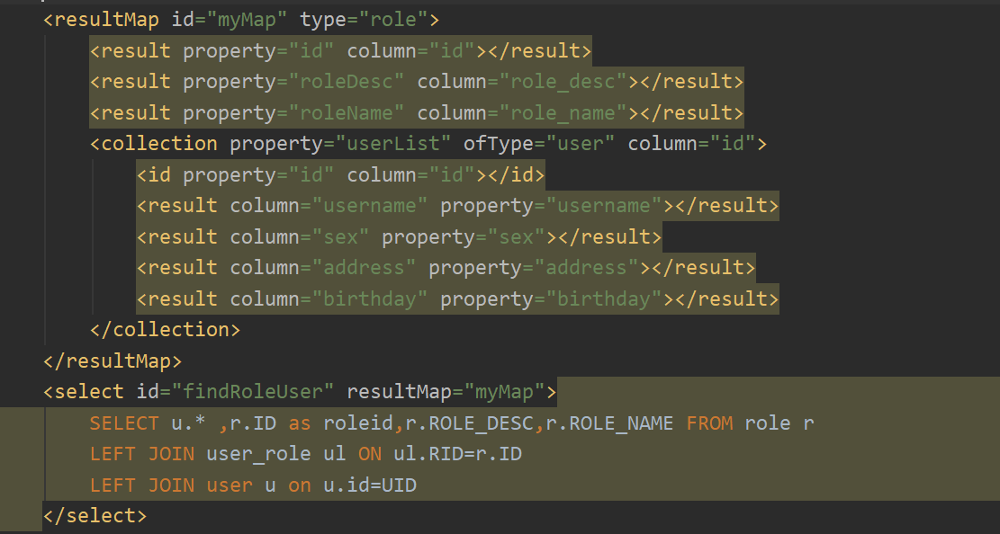 <resultMap id="myMap" type="role">
<result property="id" column="id"></result>
<result property="roleDesc" column="role_desc"></result>
<result property="roleName" column="role_name"></result>
<collection property="userList" ofType="user" column="id">
<id property="id" column="id"></id>
<result column="username" property="username"></result>
<result column="sex" property="sex"></result>
<result column="address" property="address"></result>
<result column="birthday" property="birthday"></result>
</collection>
</resultMap>
<select id="findRoleUser" resultMap="myMap">
SELECT u.* ,r.ID as roleid,r.ROLE_DESC,r.ROLE_NAME FROM role r
LEFT JOIN user_role ul ON ul.RID=r.ID
LEFT JOIN user u on u.id=UID
</select>